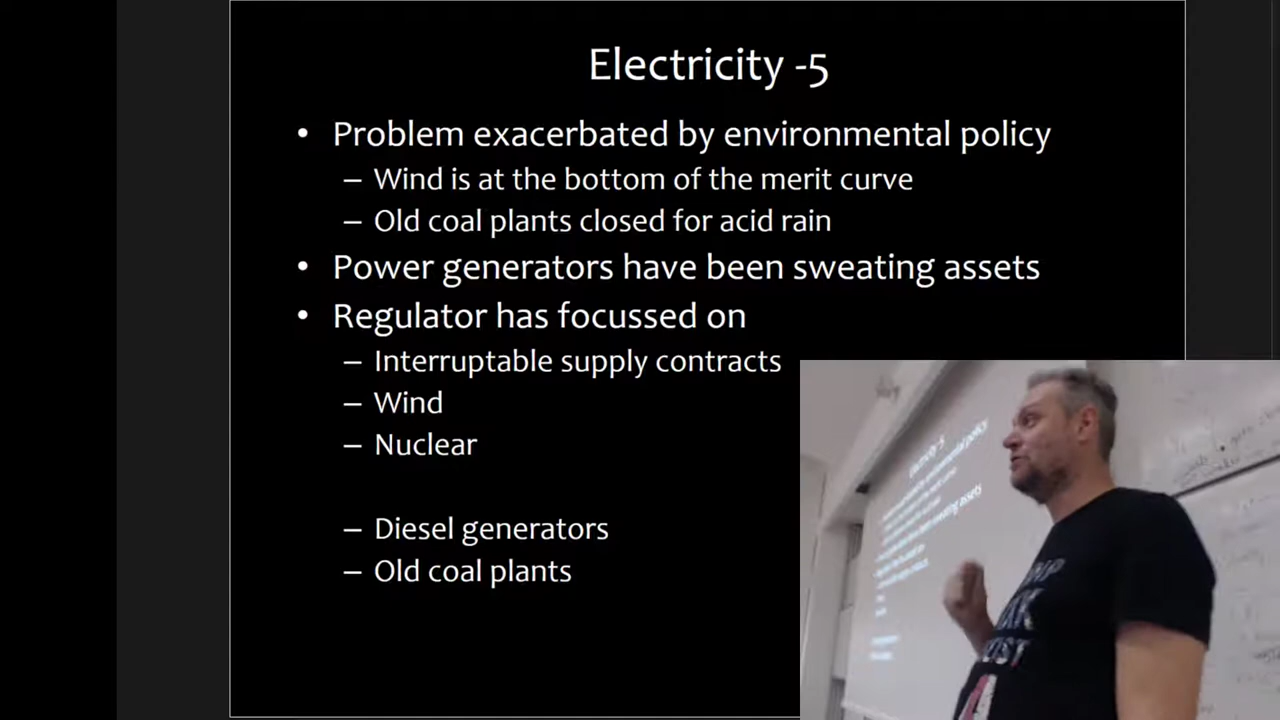 Electricity -5
• Problem exacerbated by environmental policy
– Wind is at the bottom of the merit curve
– Old coal plants closed for acid rain
• Power generators have been sweating assets
• Regulator has focussed on
– Interruptable supply contracts
– Wind
– Nuclear
– Diesel generators
– Old coal plants
Electricity -5